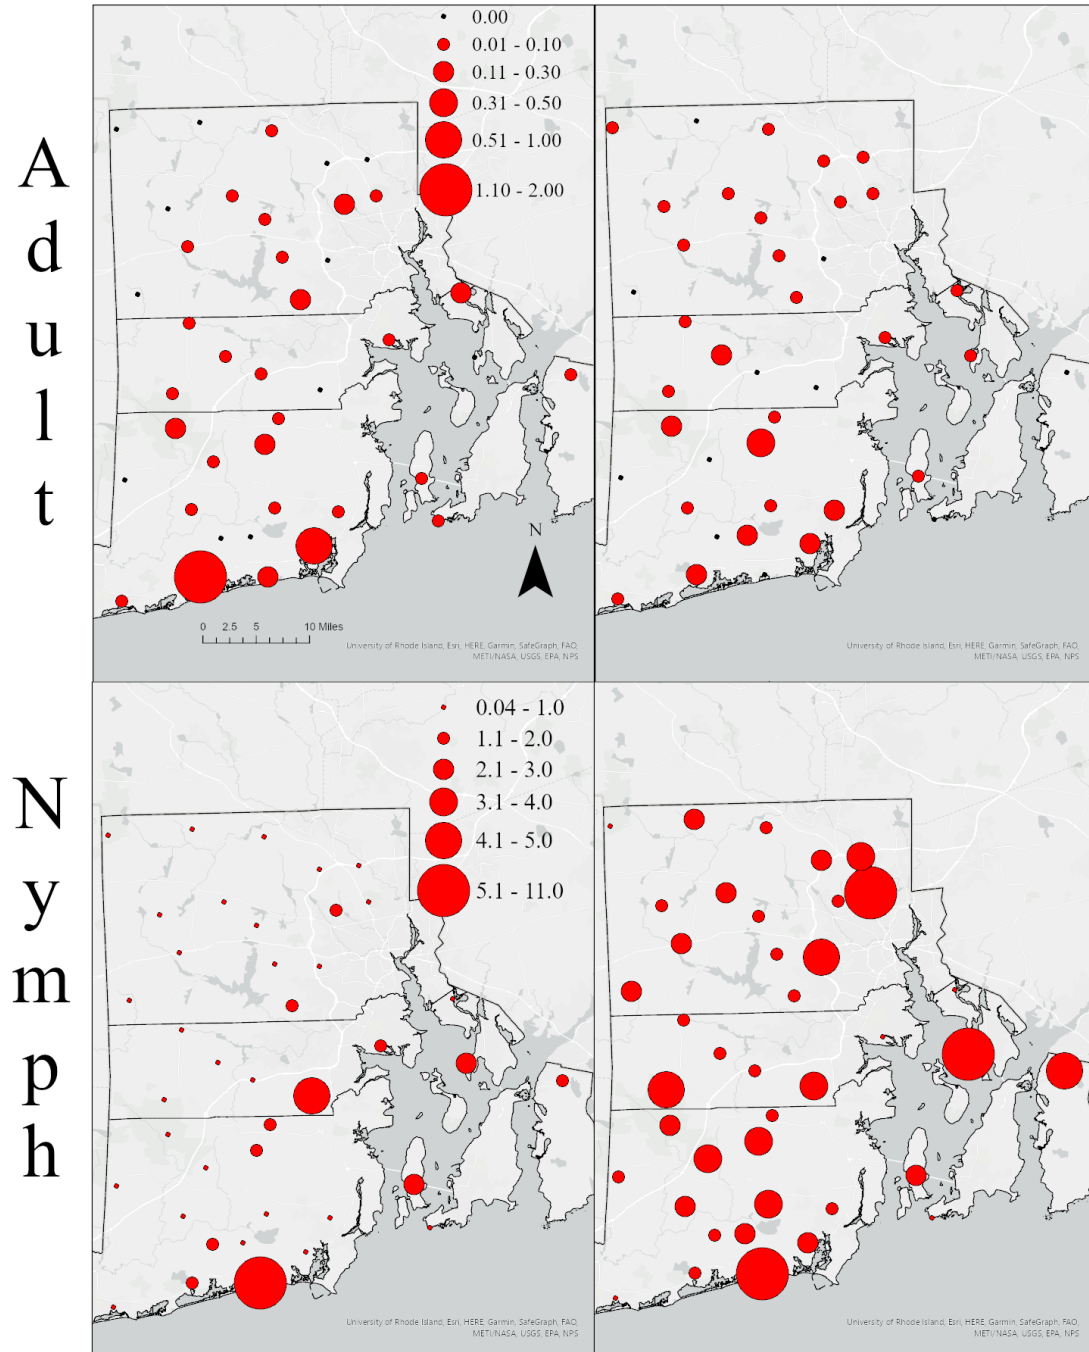 Adult
0.00
0.01 - 0.10
0.11 - 0.30
0.31 - 0.50
0.51 - 1.00
1.10 - 2.00
N
0 2.5 5 10 Miles
University of Rhode Island, Esri, HERE, Garmin, SafeGraph, FAO,
METI/NASA, USGS, EPA, NPS
University of Rhode Island, Esri, HERE, Garmin, SafeGraph, FAO,
METI/NASA, USGS, EPA, NPS
Nymph
0.04 - 1.0
1.1 - 2.0
2.1 - 3.0
3.1 - 4.0
4.1 - 5.0
5.1 - 11.0
University of Rhode Island, Esri, HERE, Garmin, SafeGraph, FAO,
METI/NASA, USGS, EPA, NPS
University of Rhode Island, Esri, HERE, Garmin, SafeGraph, FAO,
METI/NASA, USGS, EPA, NPS